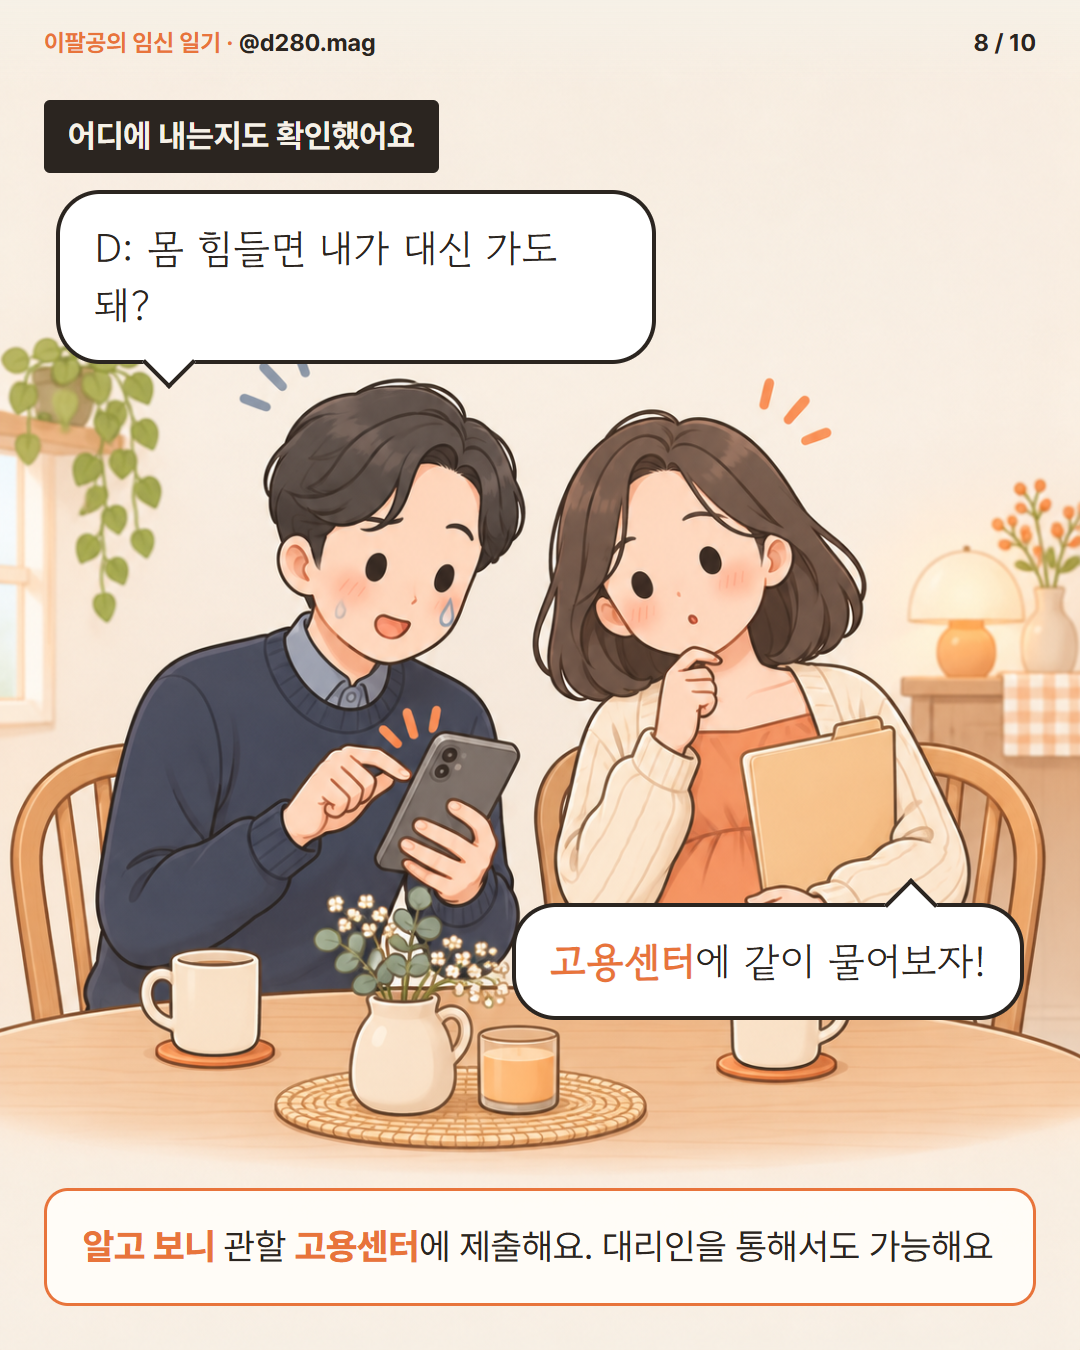 이팔공의 임신 일기 · @d280.mag
8 / 10
어디에 내는지도 확인했어요
D: 몸 힘들면 내가 대신 가도
돼?
고용센터에 같이 물어보자!
알고 보니 관할 고용센터에 제출해요. 대리인을 통해서도 가능해요